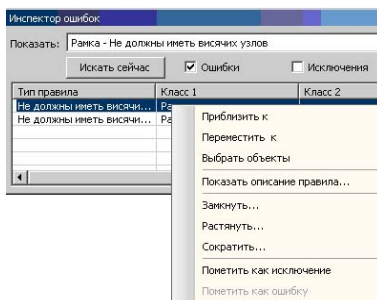 Инспектор ошибок
Показать: Рамка - Не должны иметь висячих узлов
Искать сейчас Ошибки Исключения
Тип правила Класс 1 Класс 2
Не должны иметь висячи... Ра
Не должны иметь висячи... Ра
Приблизить к
Переместить к
Выбрать объекты
Показать описание правила...
Замкнуть...
Растянуть...
Сократить...
Пометить как исключение
Пометить как ошибку